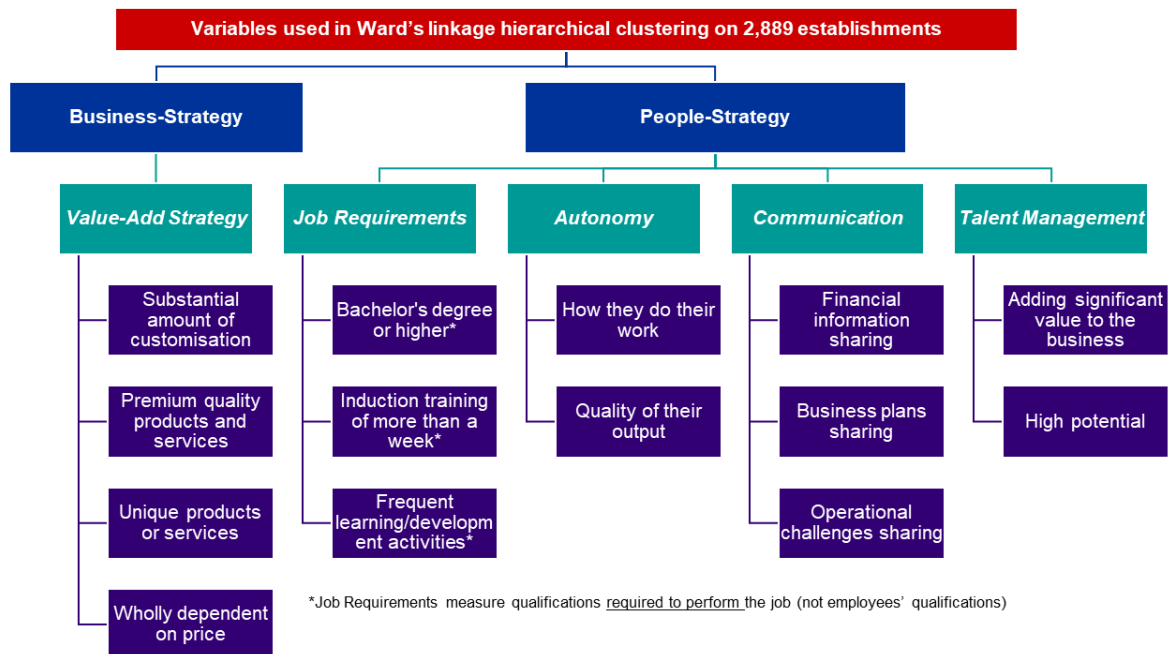 Variables used in Ward's linkage hierarchical clustering on 2,889 establishments
Business-Strategy
People-Strategy
Value-Add Strategy
Job Requirements
Autonomy
Communication
Talent Management
Substantial
amount of
customisation
Premium quality
products and
services
Unique products
or services
Wholly dependent
on price
Bachelor's degree
or higher*
Induction training
of more than a
week*
Frequent
learning/developm
ent activities*
How they do their
work
Quality of their
output
Financial
information
sharing
Business plans
sharing
Operational
challenges sharing
Adding significant
value to the
business
High potential
*Job Requirements measure qualifications required to perform the job (not employees' qualifications)